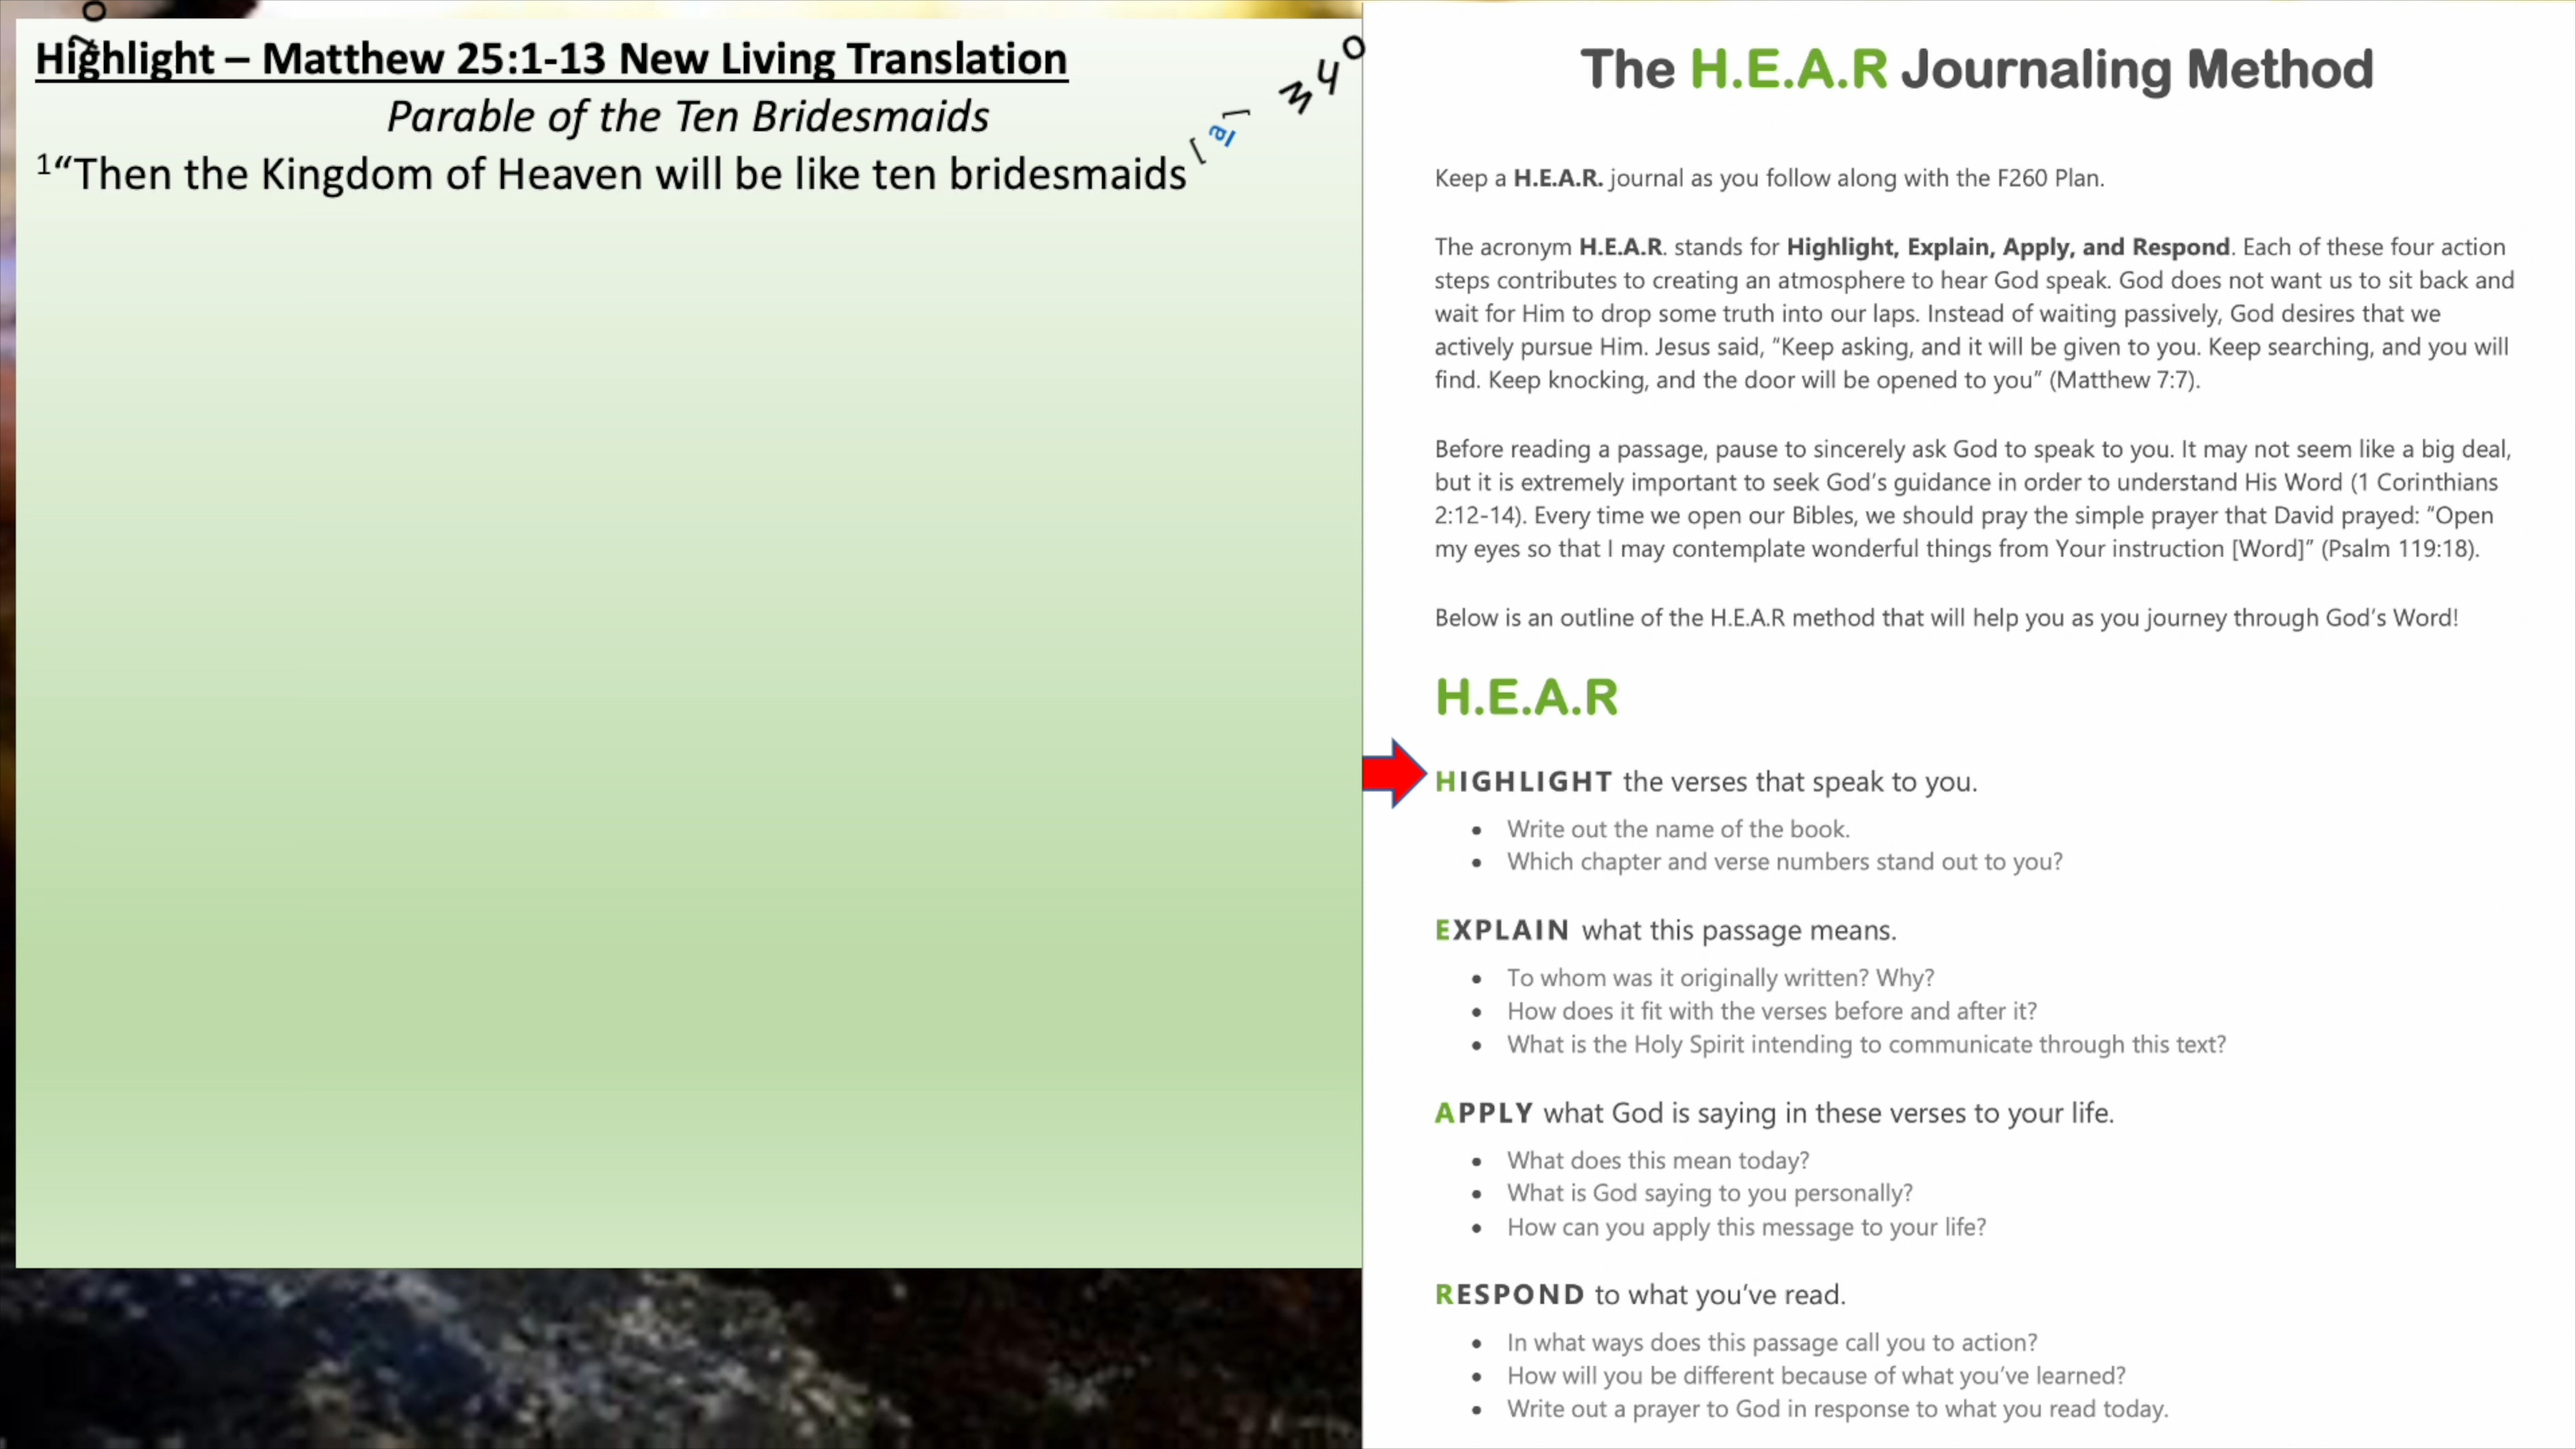 Highlight – Matthew 25:1-13 New Living Translation
Parable of the Ten Bridesmaids
1“Then the Kingdom of Heaven will be like ten bridesmaids[a] who
The H.E.A.R Journaling Method
Keep a H.E.A.R. journal as you follow along with the F260 Plan.
The acronym H.E.A.R. stands for Highlight, Explain, Apply, and Respond. Each of these four action
steps contributes to creating an atmosphere to hear God speak. God does not want us to sit back and
wait for Him to drop some truth into our laps. Instead of waiting passively, God desires that we
actively pursue Him. Jesus said, “Keep asking, and it will be given to you. Keep searching, and you will
find. Keep knocking, and the door will be opened to you” (Matthew 7:7).
Before reading a passage, pause to sincerely ask God to speak to you. It may not seem like a big deal,
but it is extremely important to seek God’s guidance in order to understand His Word (1 Corinthians
2:12-14). Every time we open our Bibles, we should pray the simple prayer that David prayed: “Open
my eyes so that I may contemplate wonderful things from Your instruction [Word]” (Psalm 119:18).
Below is an outline of the H.E.A.R method that will help you as you journey through God’s Word!
H.E.A.R
HIGHLIGHT the verses that speak to you.
• Write out the name of the book.
• Which chapter and verse numbers stand out to you?
EXPLAIN what this passage means.
• To whom was it originally written? Why?
• How does it fit with the verses before and after it?
• What is the Holy Spirit intending to communicate through this text?
APPLY what God is saying in these verses to your life.
• What does this mean today?
• What is God saying to you personally?
• How can you apply this message to your life?
RESPOND to what you’ve read.
• In what ways does this passage call you to action?
• How will you be different because of what you’ve learned?
• Write out a prayer to God in response to what you read today.